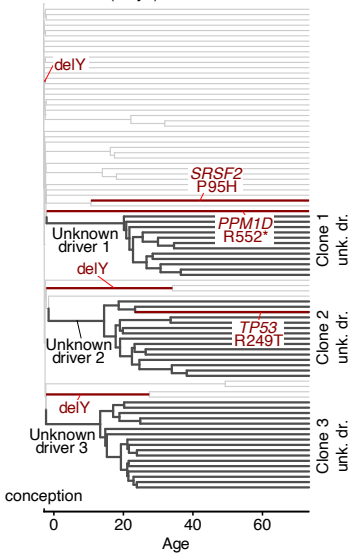 delY
SRSF2
P95H
PPM1D
R552*
Unknown
driver 1
Clone 1
unk. dr.
delY
TP53
R249T
Unknown
driver 2
Clone 2
unk. dr.
delY
Unknown
driver 3
Clone 3
unk. dr.
conception
0 20 40 60
Age